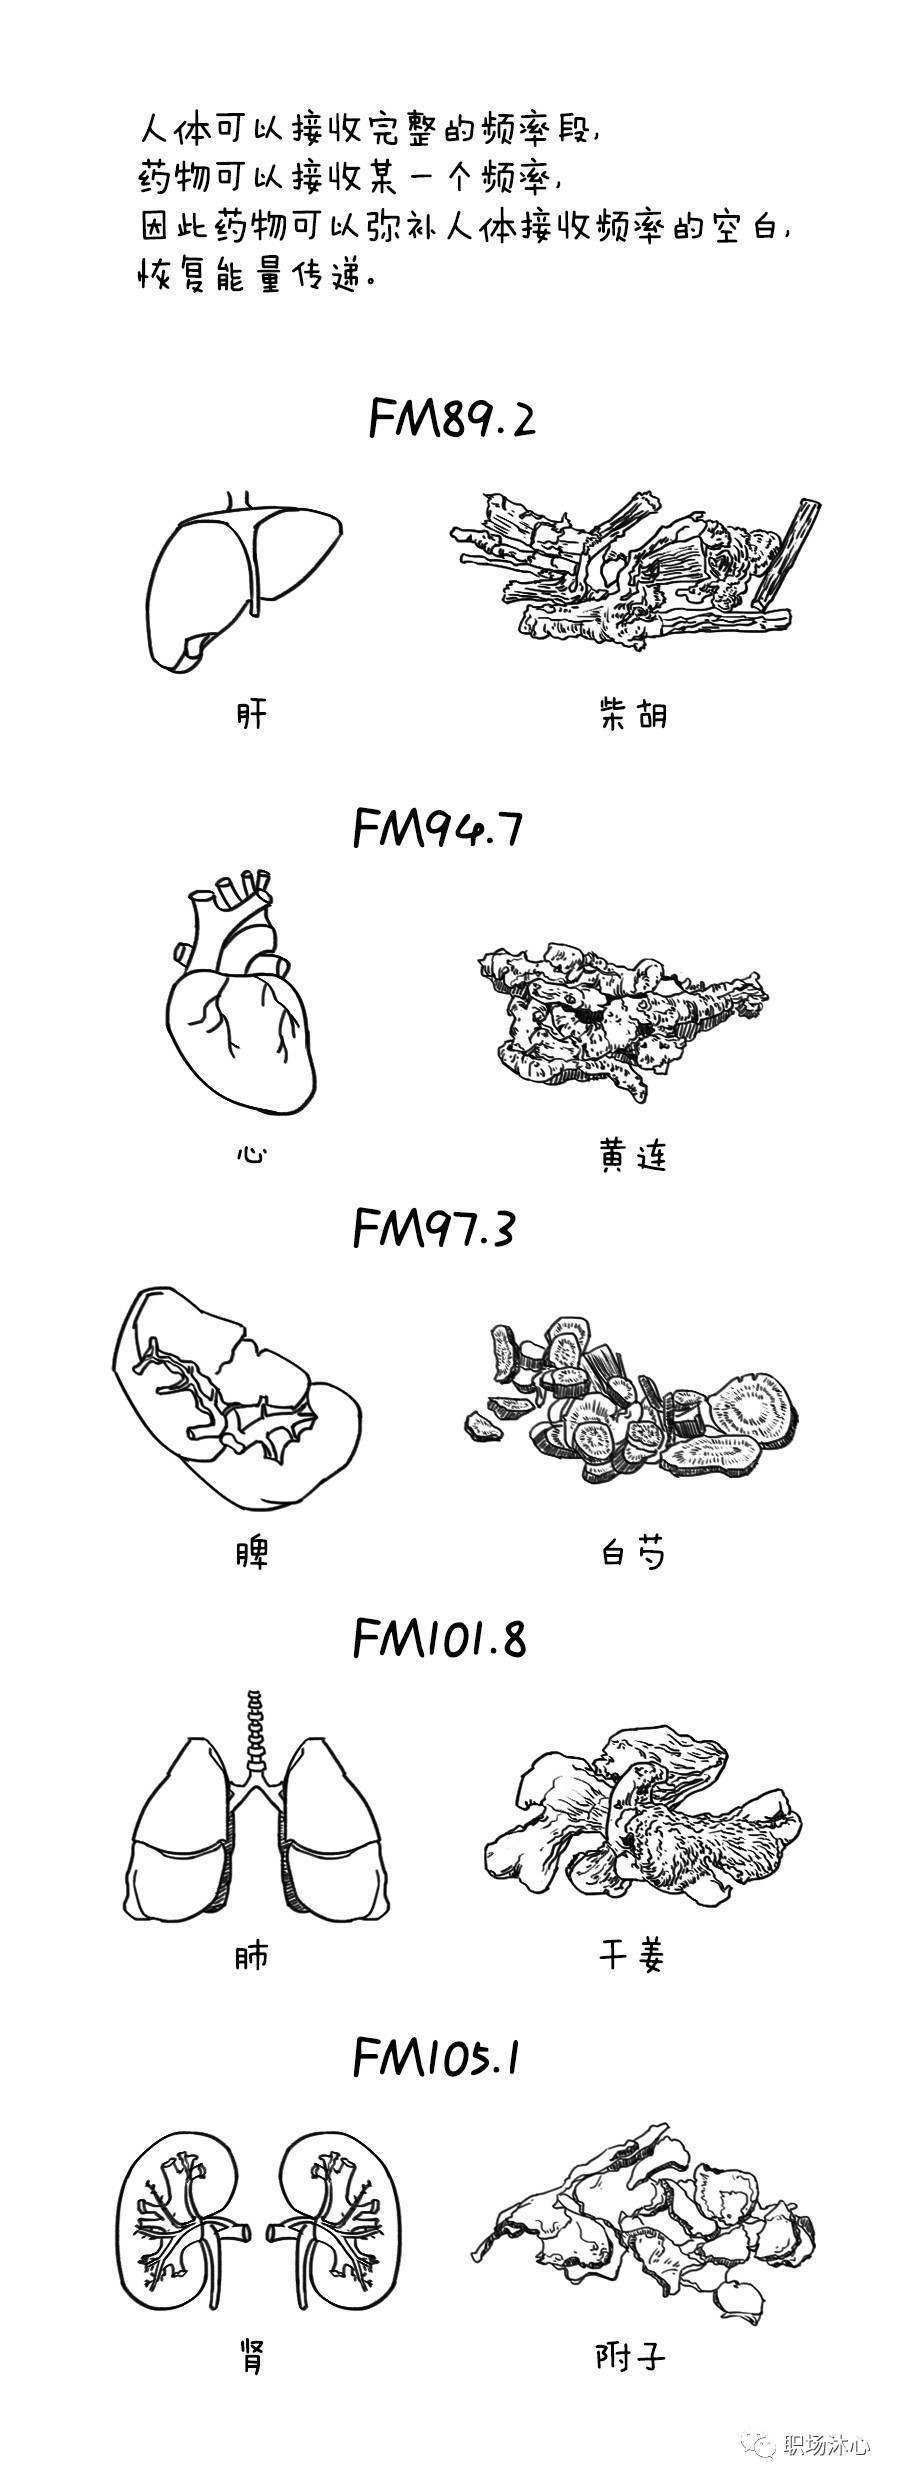 人体可以接收完整的频率段,
药物可以接收某一个频率,
因此药物可以弥补人体接收频率的空白,
恢复能量传递。
FM89.2
肝
柴胡
FM94.7
心
黄连
FM97.3
脾
白芍
FM101.8
肺
干姜
FM105.1
肾
附子
职场沐心